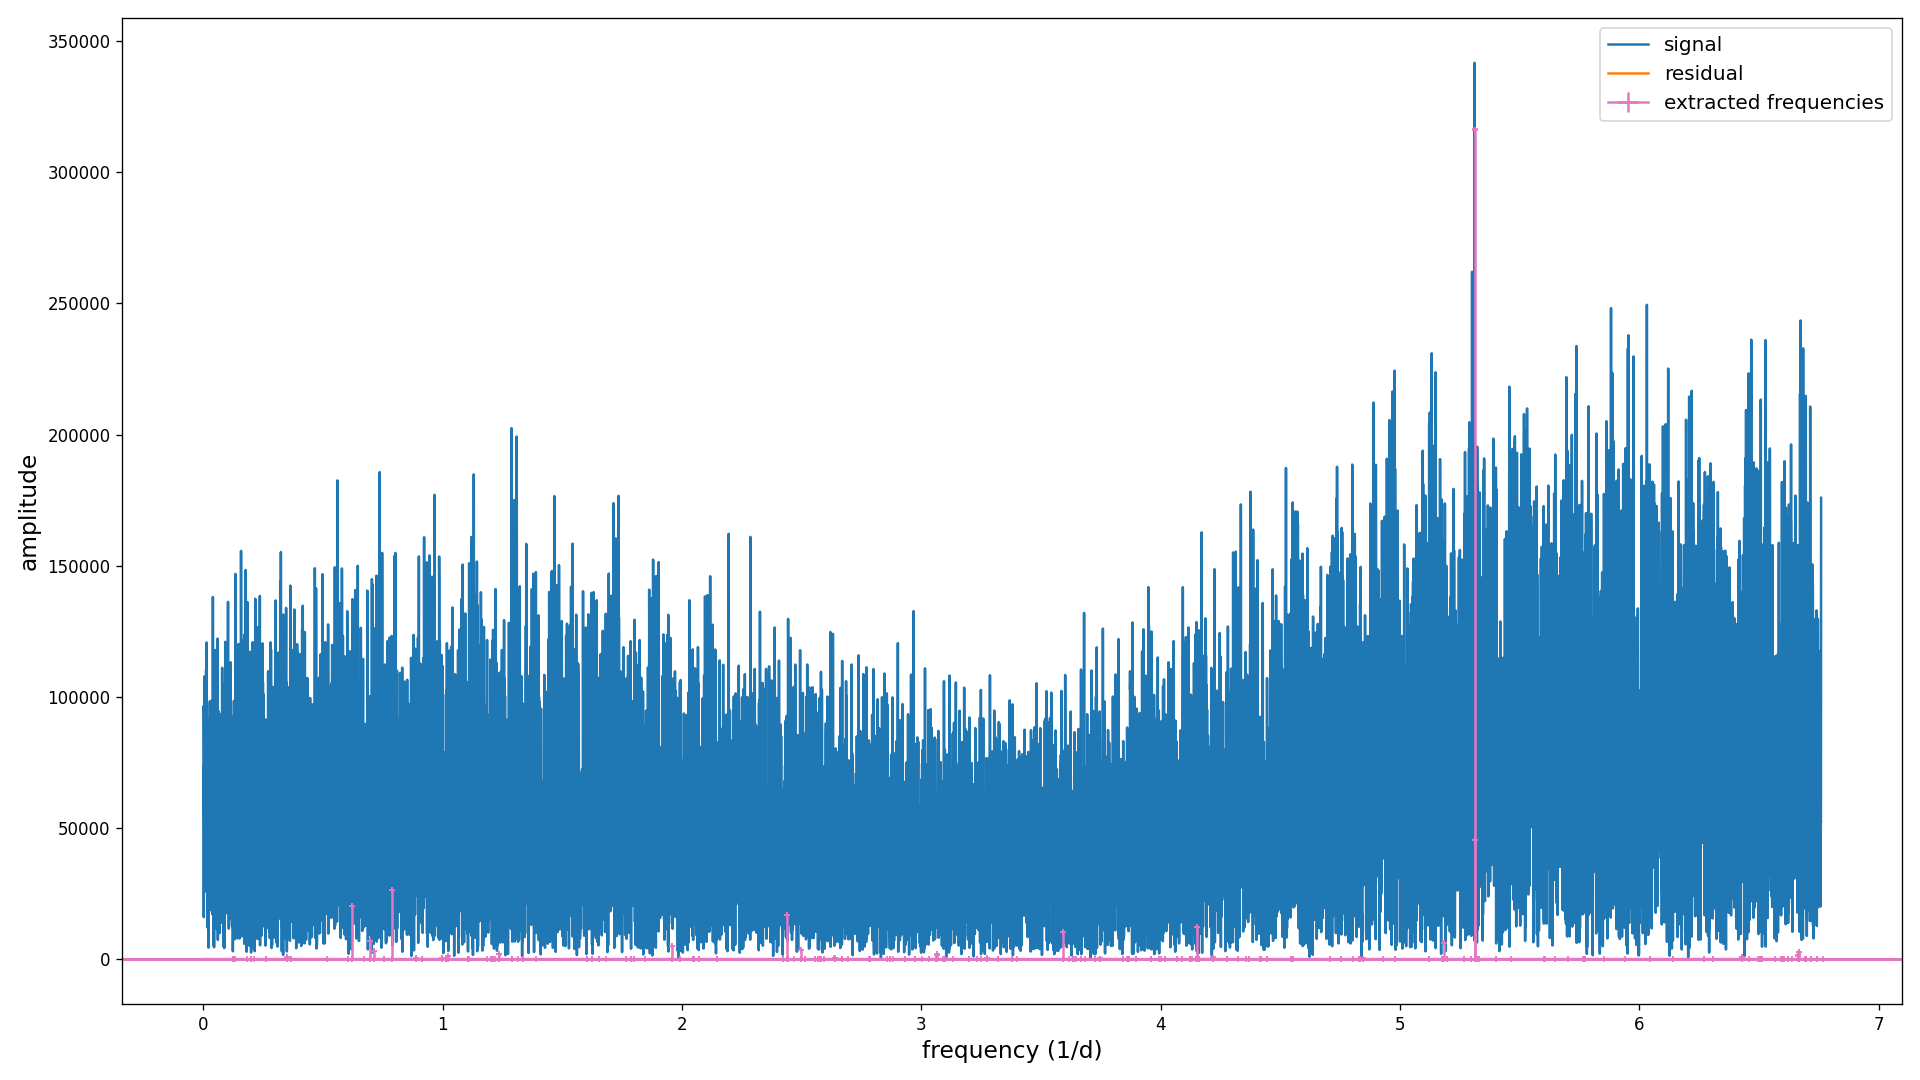 350000
300000
250000
200000
150000
100000
50000
0
amplitude
signal
residual
extracted frequencies
0 1 2 3 4 5 6 7
frequency (1/d)